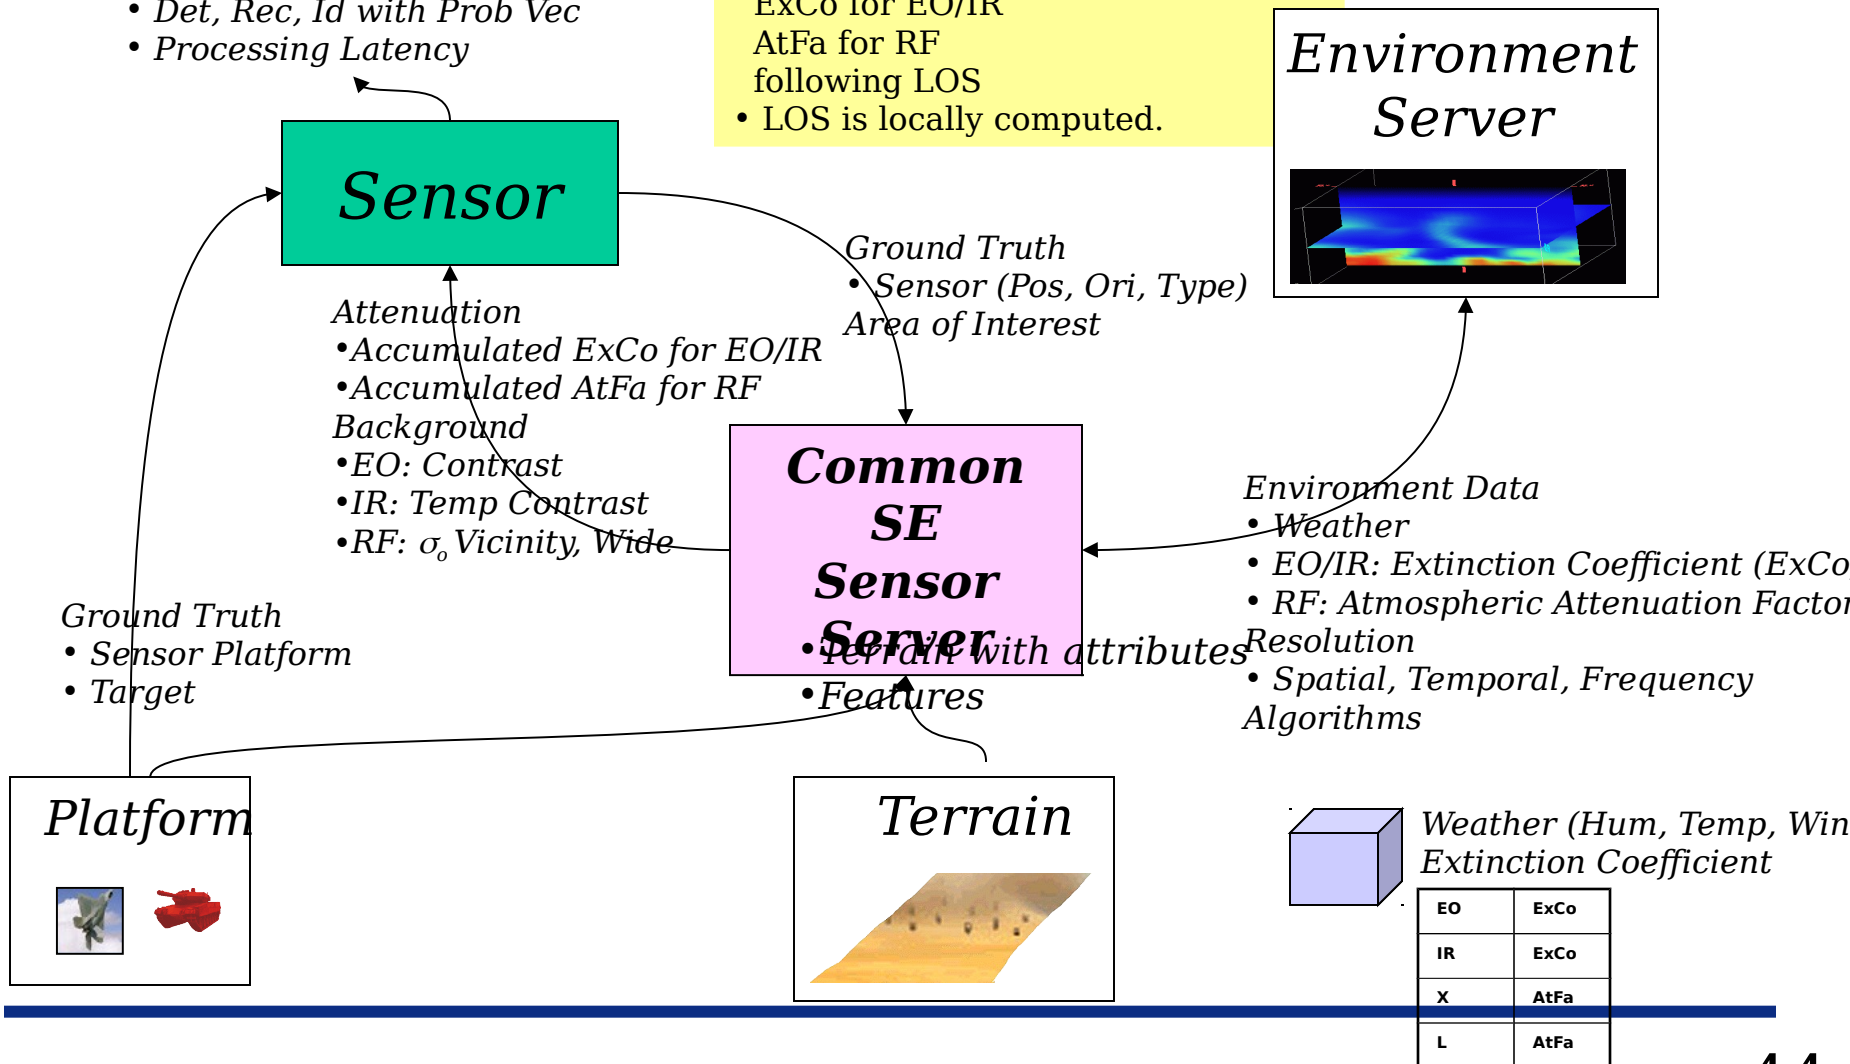 • Det, Rec, Id with Prob Vec
• Processing Latency
ExCo for EO/IR
AtFa for RF
following LOS
• LOS is locally computed.
Environment
Server
Sensor
Ground Truth
• Sensor (Pos, Ori, Type)
Area of Interest
Attenuation
•Accumulated ExCo for EO/IR
•Accumulated AtFa for RF
Background
•EO: Contrast
•IR: Temp Contrast
•RF: σo Vicinity, Wide
Common
SE
Sensor
Server
•Terrain with attributes
•Features
Environment Data
• Weather
• EO/IR: Extinction Coefficient (ExCo
• RF: Atmospheric Attenuation Factor
Resolution
• Spatial, Temporal, Frequency
Algorithms
Ground Truth
• Sensor Platform
• Target
Platform
Terrain
Weather (Hum, Temp, Win
Extinction Coefficient
EO ExCo
IR ExCo
X AtFa
L AtFa